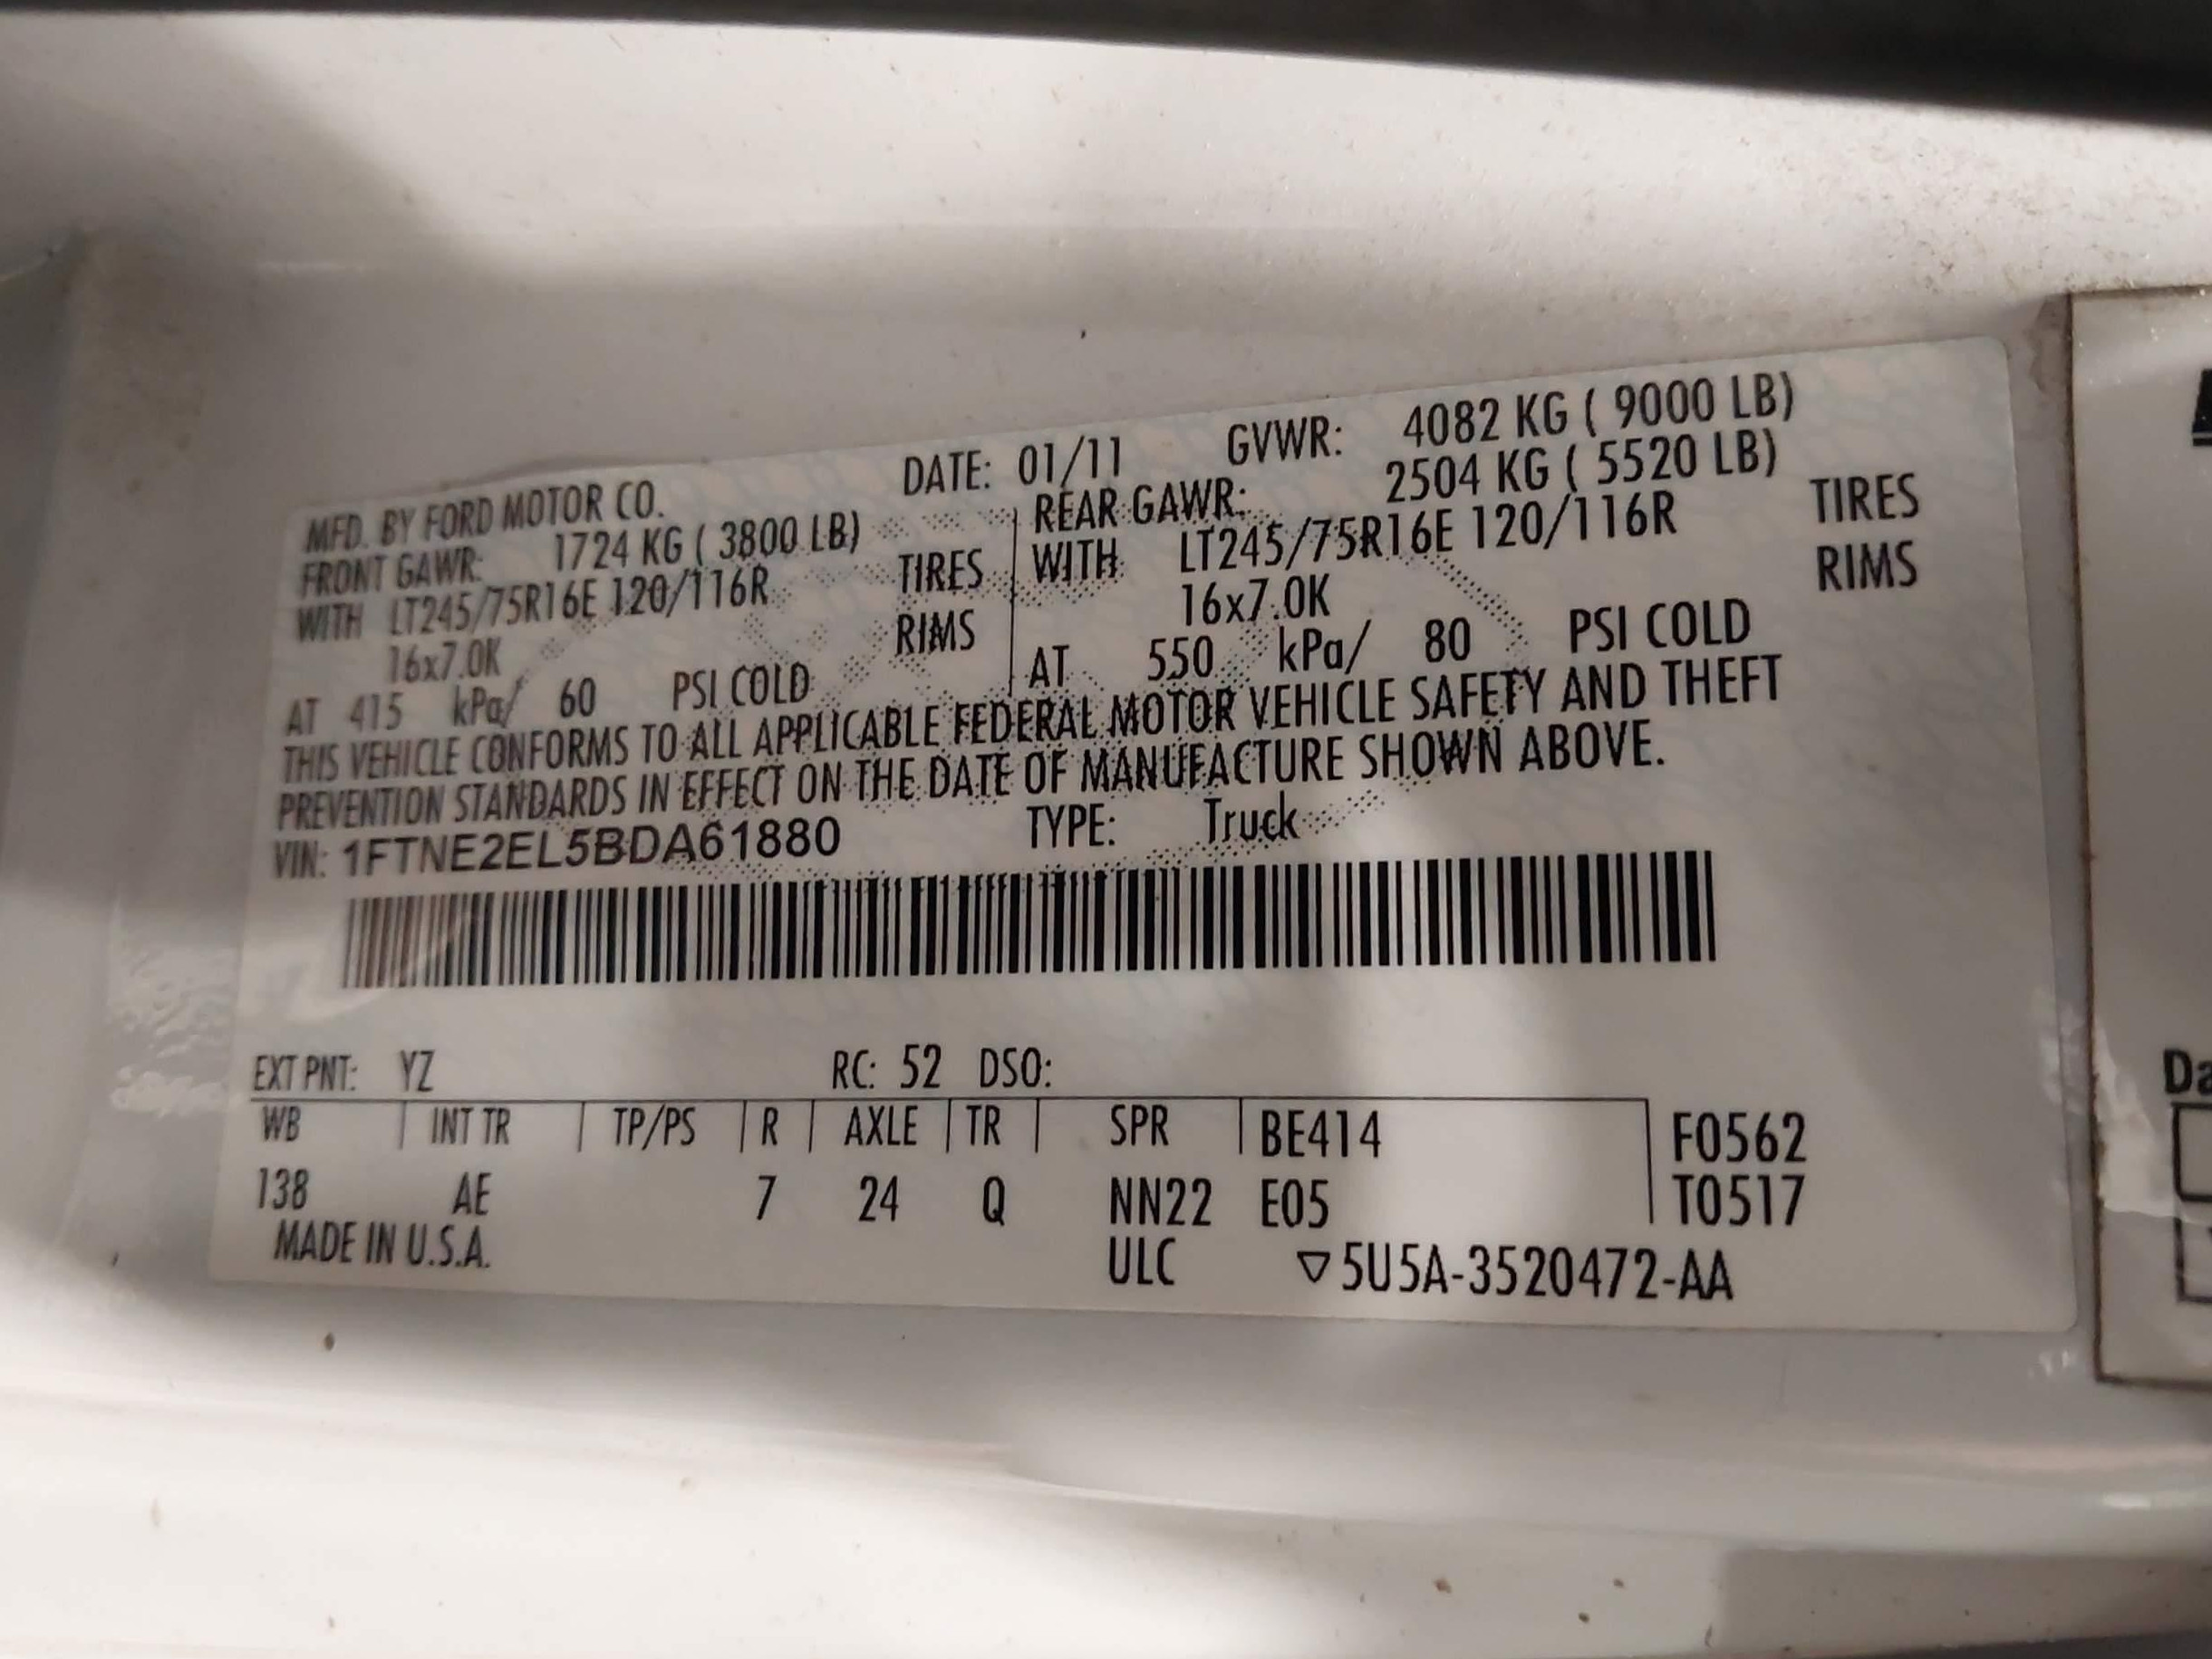 MFD. BY FORD MOTOR CO. DATE: 01/11 GVWR: 4082 KG ( 9000 LB)
FRONT GAWR: 1724 KG ( 3800 LB) REAR GAWR: 2504 KG ( 5520 LB)
WITH LT245/75R16E 120/116R TIRES WITH LT245/75R16E 120/116R TIRES
16x7.0K RIMS 16x7.0K RIMS
AT 415 kPa/ 60 PSI COLD AT 550 kPa/ 80 PSI COLD
THIS VEHICLE CONFORMS TO ALL APPLICABLE FEDERAL MOTOR VEHICLE SAFETY AND THEFT
PREVENTION STANDARDS IN EFFECT ON THE DATE OF MANUFACTURE SHOWN ABOVE.
VIN: 1FTNE2EL5BDA61880 TYPE: Truck
EXT PNT: YZ RC: 52 DSO:
WB INT TR TP/PS R AXLE TR SPR BE414 F0562
138 AE 7 24 Q NN22 E05 T0517
MADE IN U.S.A. ULC ▽5U5A-3520472-AA